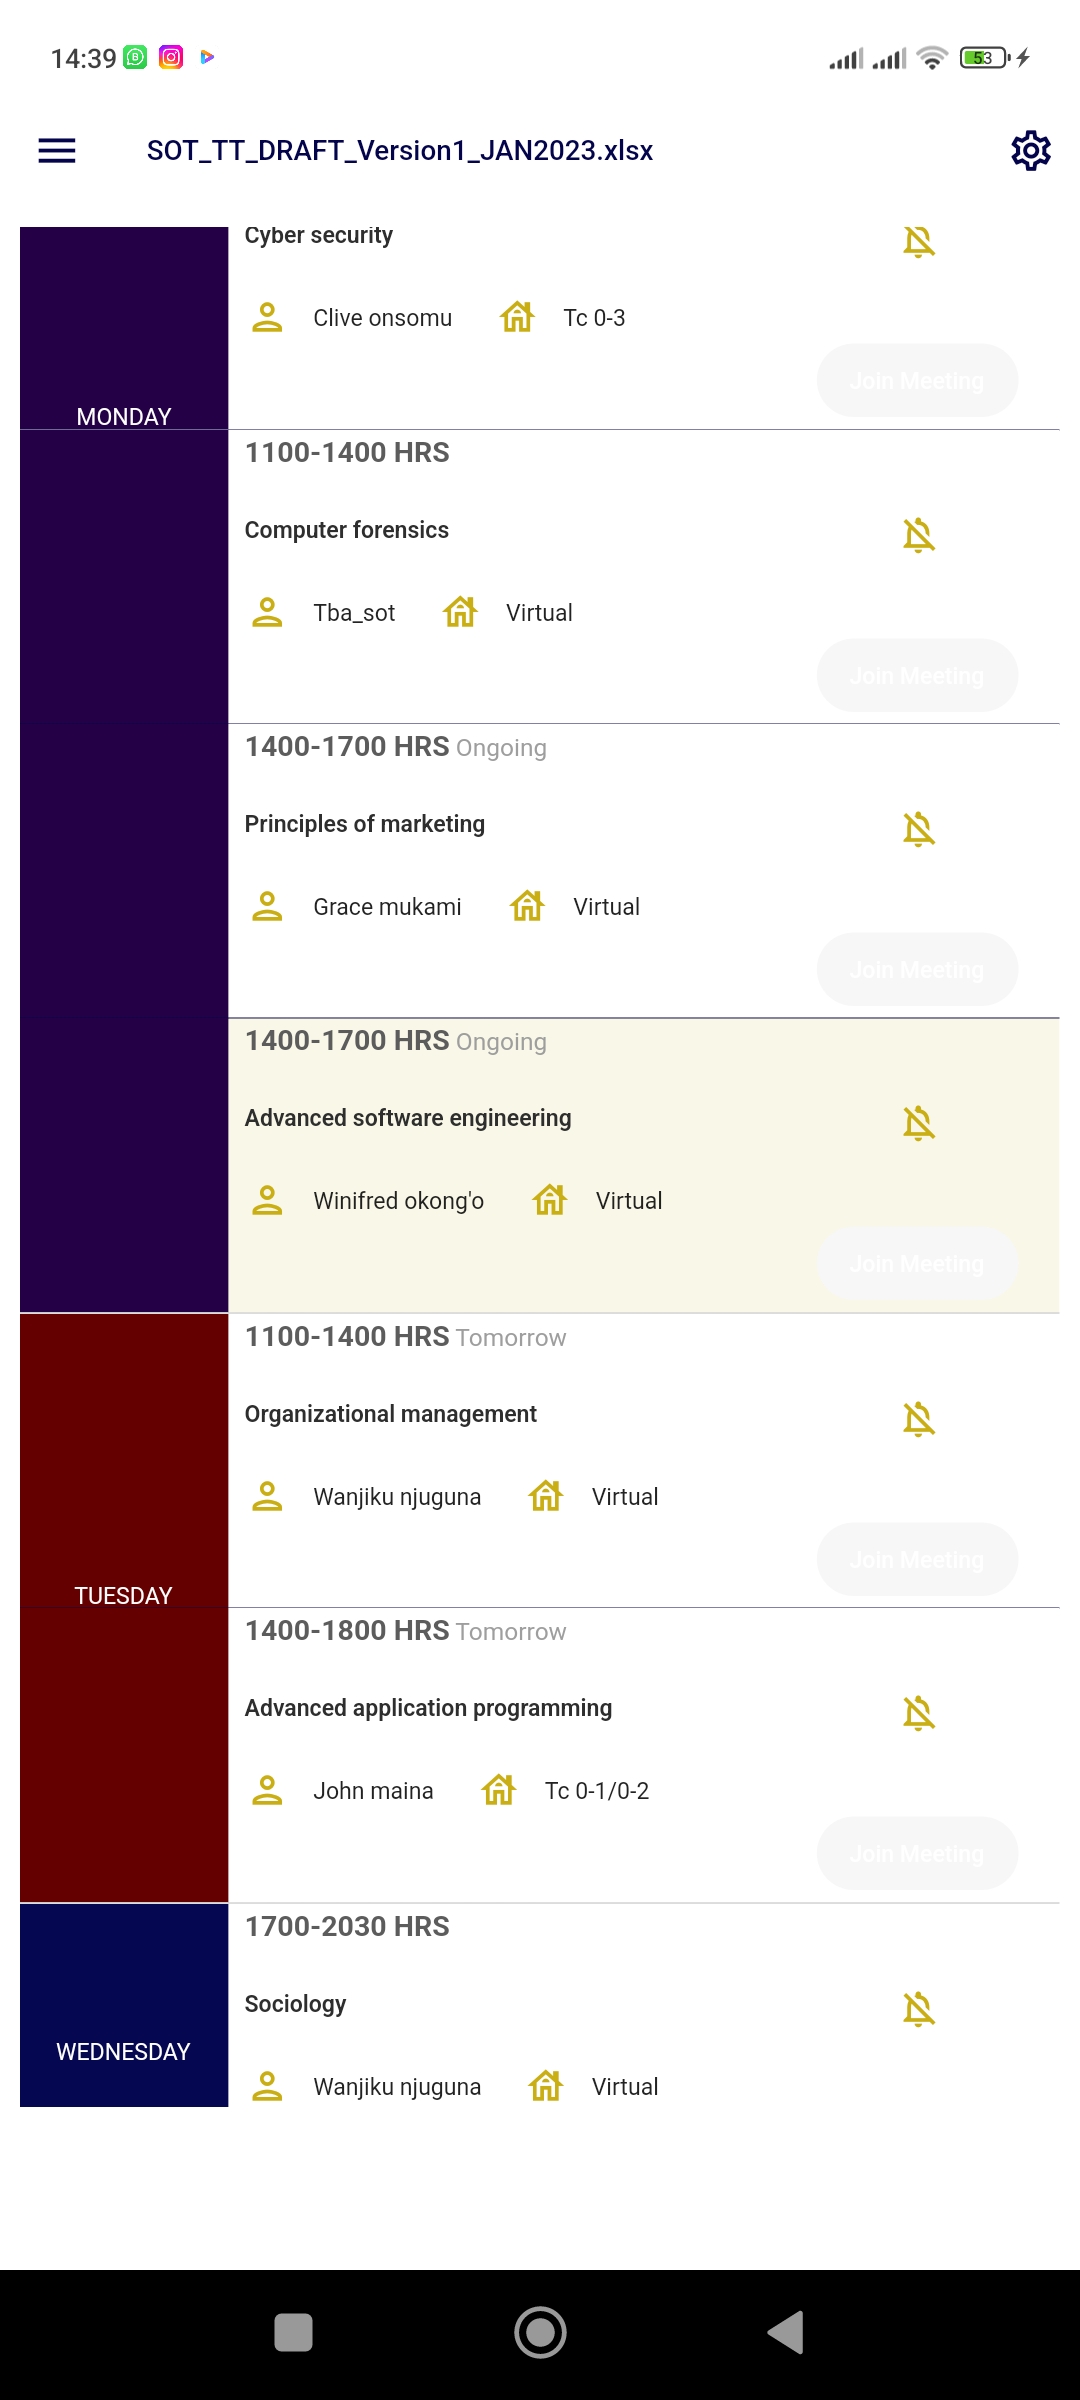 14:39
53
SOT_TT_DRAFT_Version1_JAN2023.xlsx
Cyber security
Clive onsomu Tc 0-3
Join Meeting
MONDAY
1100-1400 HRS
Computer forensics
Tba_sot Virtual
Join Meeting
1400-1700 HRS Ongoing
Principles of marketing
Grace mukami Virtual
Join Meeting
1400-1700 HRS Ongoing
Advanced software engineering
Winifred okong'o Virtual
Join Meeting
1100-1400 HRS Tomorrow
Organizational management
Wanjiku njuguna Virtual
Join Meeting
TUESDAY
1400-1800 HRS Tomorrow
Advanced application programming
John maina Tc 0-1/0-2
Join Meeting
1700-2030 HRS
Sociology
WEDNESDAY
Wanjiku njuguna Virtual